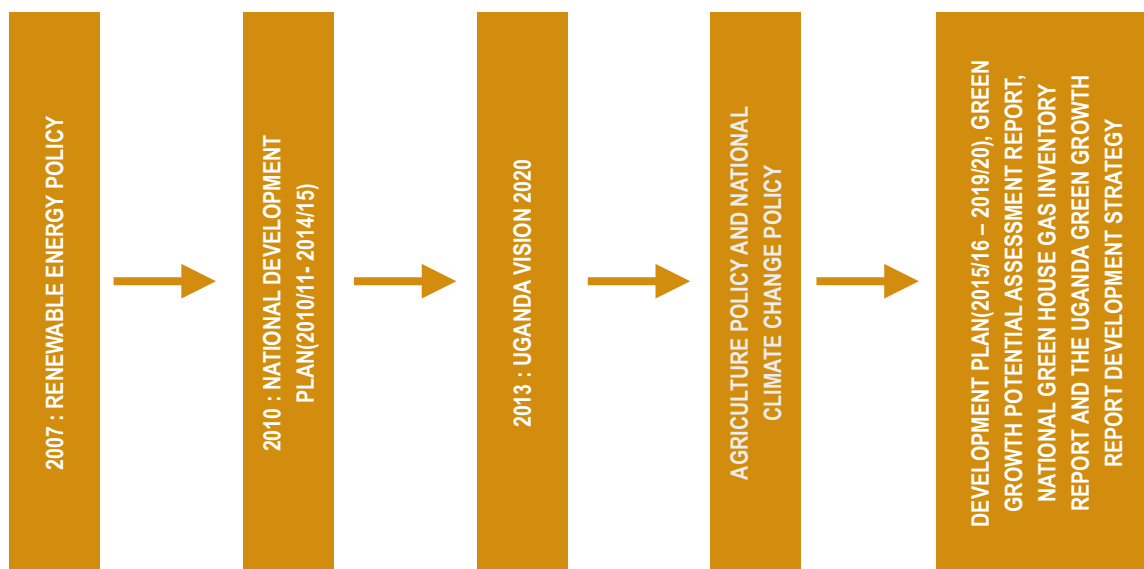 2007 : RENEWABLE ENERGY POLICY
2010 : NATIONAL DEVELOPMENT
PLAN(2010/11- 2014/15)
2013 : UGANDA VISION 2020
AGRICULTURE POLICY AND NATIONAL
CLIMATE CHANGE POLICY
DEVELOPMENT PLAN(2015/16 – 2019/20), GREEN
GROWTH POTENTIAL ASSESSMENT REPORT,
NATIONAL GREEN HOUSE GAS INVENTORY
REPORT AND THE UGANDA GREEN GROWTH
REPORT DEVELOPMENT STRATEGY